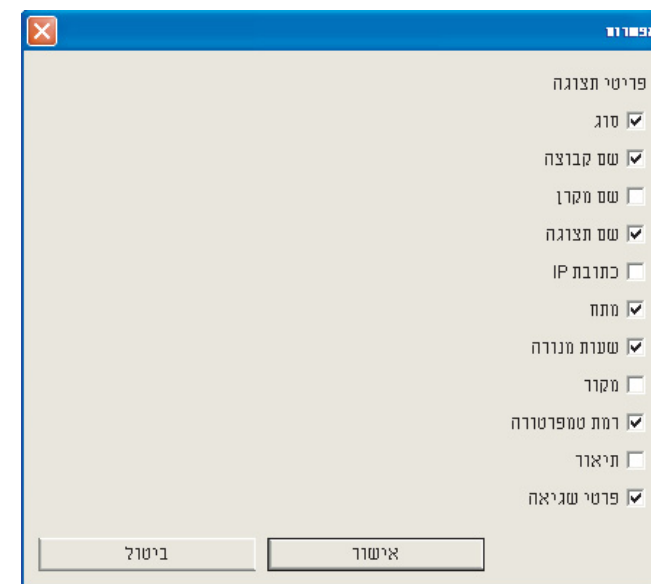 אפשרויות
פריטי תצוגה
סוג
שם קבוצה
שם מקרן
שם תצוגה
כתובת IP
מתח
שעות מנורה
מקור
רמת טמפרטורה
תיאור
פרטי שגיאה
אישור
ביטול